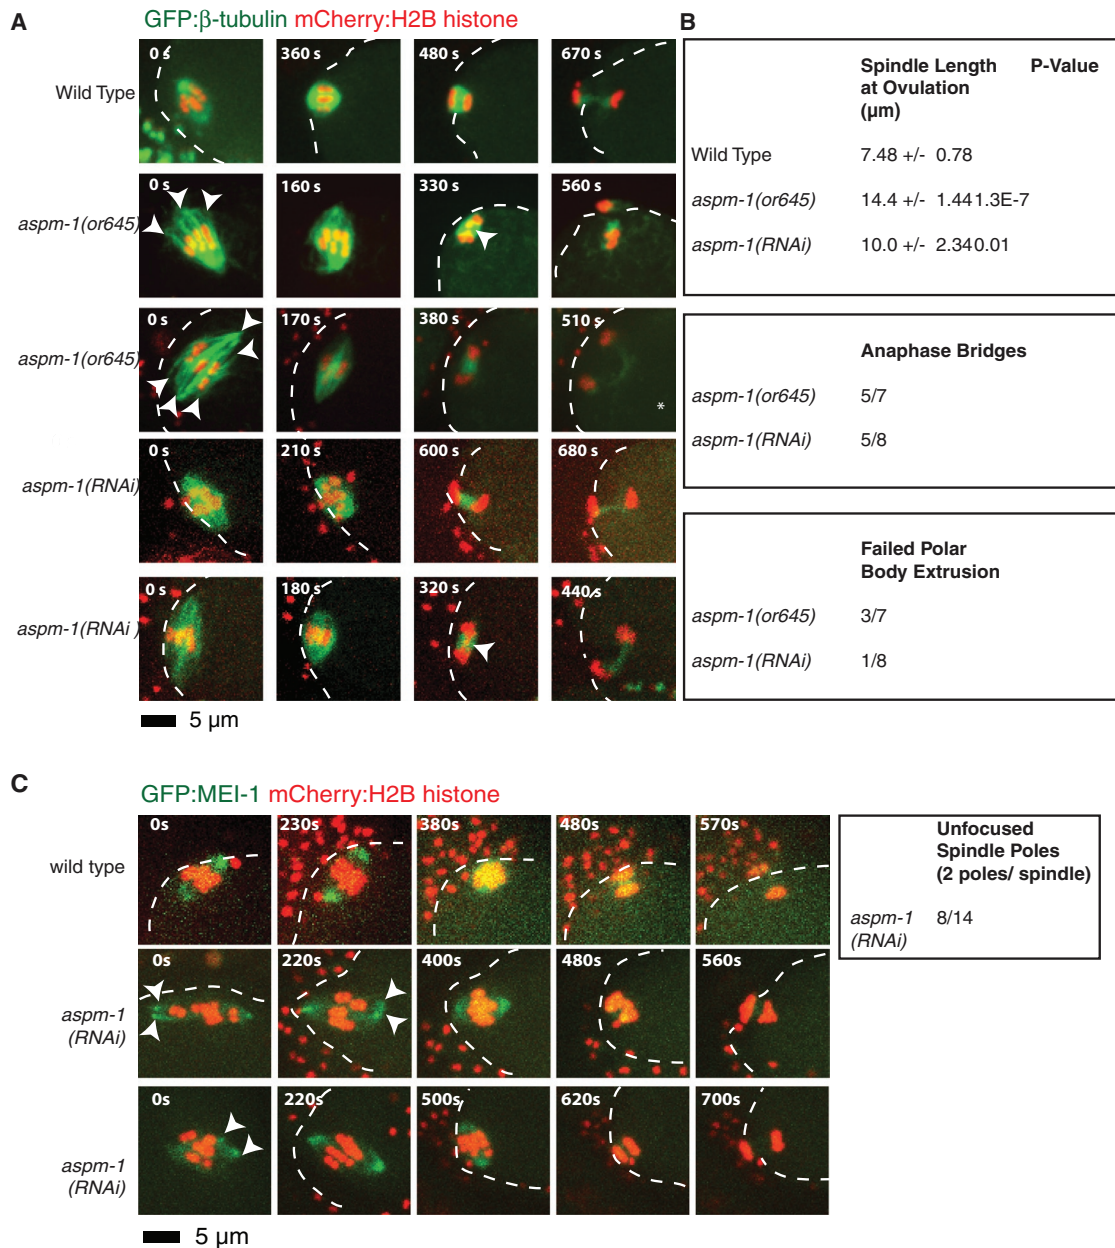 A
GFP:β-tubulin mCherry:H2B histone
Wild Type
0 s
360 s
480 s
670 s
aspm-1(or645)
0 s
160 s
330 s
560 s
aspm-1(or645)
0 s
170 s
380 s
510 s
*
aspm-1(RNAi)
0 s
210 s
600 s
680 s
aspm-1(RNAi )
0 s
180 s
320 s
440 s
5 µm
B
Spindle Length P-Value
at Ovulation
(µm)
Wild Type 7.48 +/- 0.78
aspm-1(or645) 14.4 +/- 1.441.3E-7
aspm-1(RNAi) 10.0 +/- 2.340.01
Anaphase Bridges
aspm-1(or645) 5/7
aspm-1(RNAi) 5/8
Failed Polar
Body Extrusion
aspm-1(or645) 3/7
aspm-1(RNAi) 1/8
C
GFP:MEI-1 mCherry:H2B histone
wild type
0s
230s
380s
480s
570s
aspm-1
(RNAi)
0s
220s
400s
480s
560s
aspm-1
(RNAi)
0s
220s
500s
620s
700s
5 µm
Unfocused
Spindle Poles
(2 poles/ spindle)
aspm-1 8/14
(RNAi)